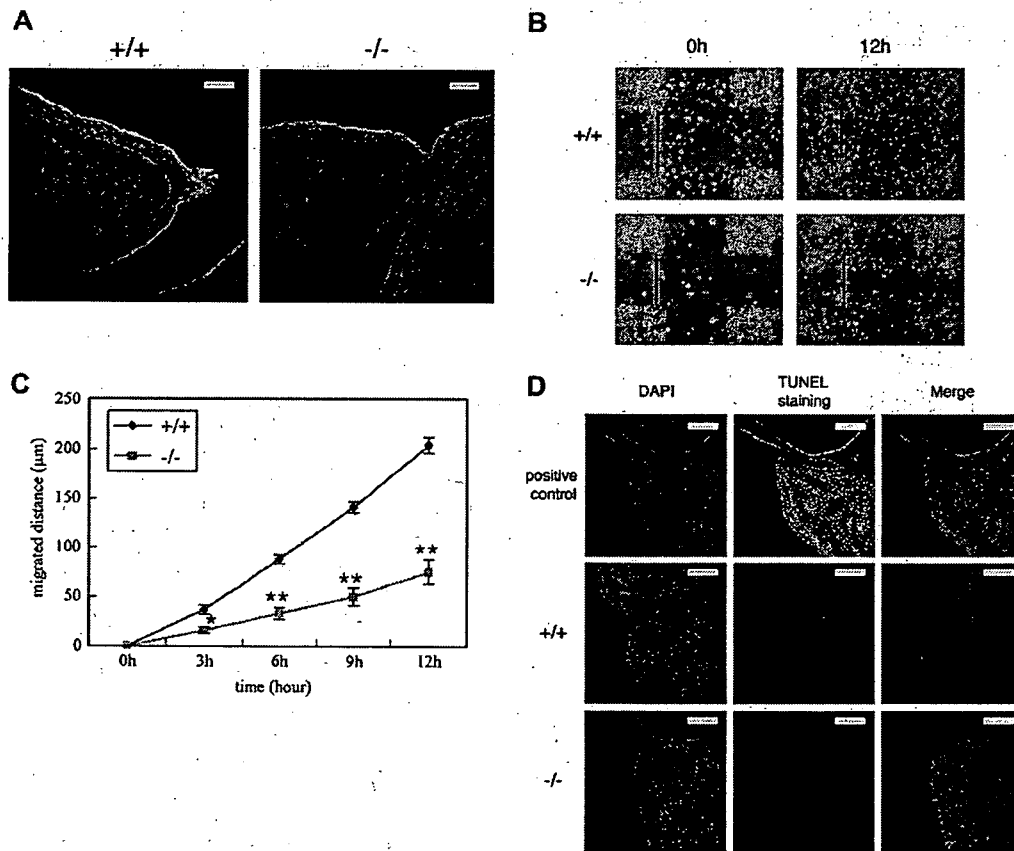 A
+/+
-/-
B
0h
12h
+/+
-/-
C
250
200
150
100
50
0
+/+
-/-
**
**
**
*
0h
3h
6h
9h
12h
migrated distance (μm)
time (hour)
D
DAPI
TUNEL
staining
Merge
positive
control
+/+
-/-